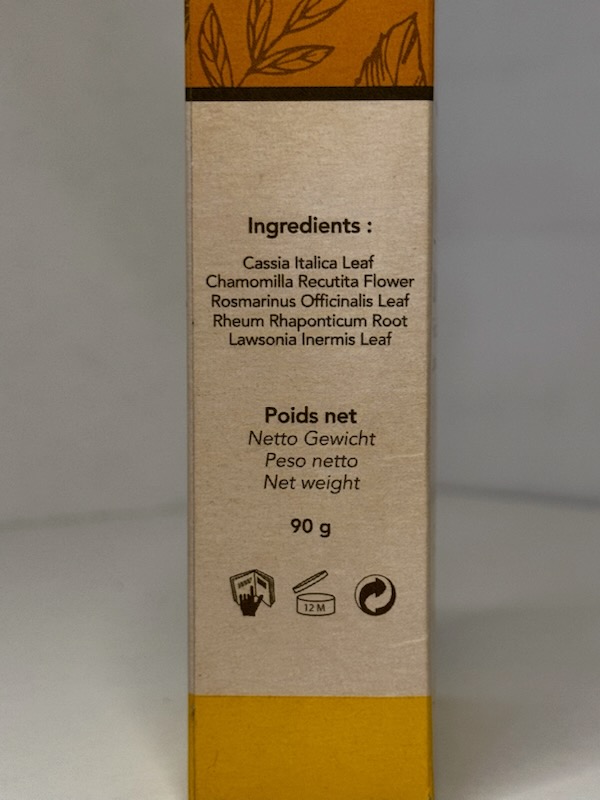 Ingredients :
Cassia Italica Leaf
Chamomilla Recutita Flower
Rosmarinus Officinalis Leaf
Rheum Rhaponticum Root
Lawsonia Inermis Leaf
Poids net
Netto Gewicht
Peso netto
Net weight
90 g
12 M